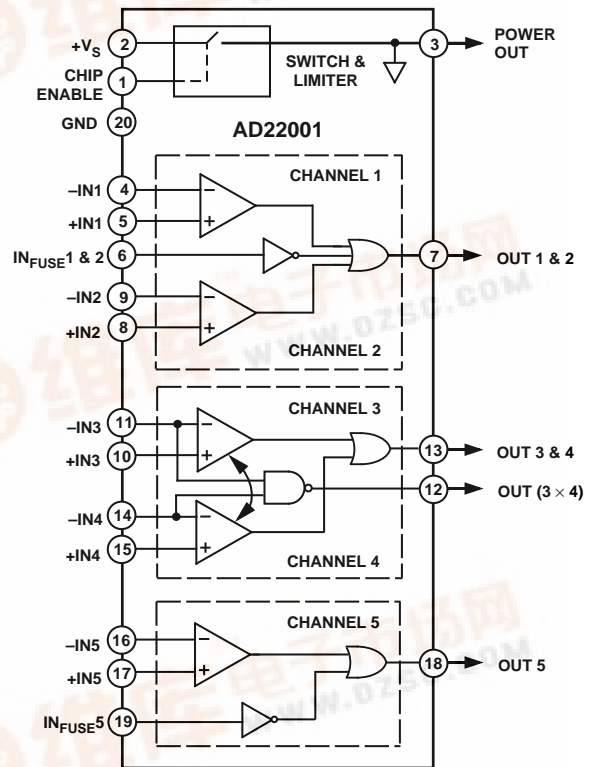 +VS 2
CHIP ENABLE 1
GND 20
SWITCH & LIMITER
3 POWER OUT
AD22001
CHANNEL 1
–IN1 4
+IN1 5
INFUSE1 & 2 6
–IN2 9
+IN2 8
7 OUT 1 & 2
CHANNEL 2
CHANNEL 3
–IN3 11
+IN3 10
13 OUT 3 & 4
12 OUT (3 × 4)
–IN4 14
+IN4 15
CHANNEL 4
CHANNEL 5
–IN5 16
+IN5 17
18 OUT 5
INFUSE5 19
WWW.DZSC.COM